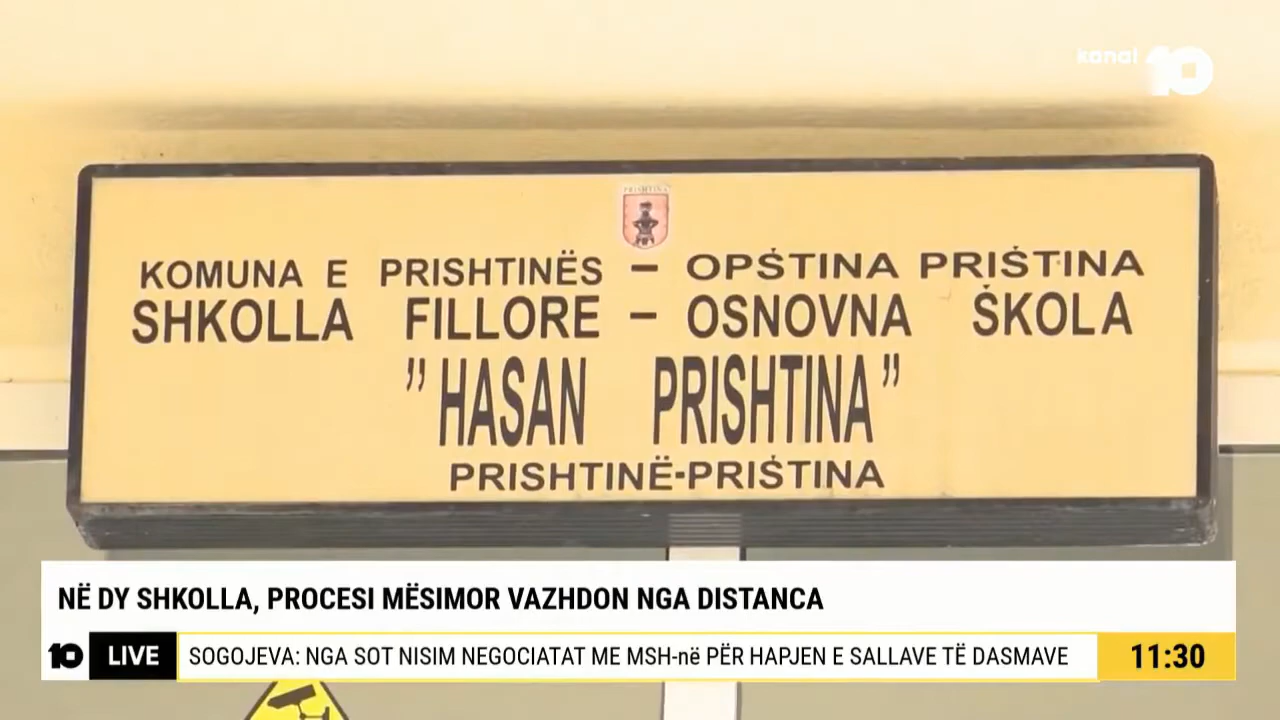 kanal 10
PRISHTINA
KOMUNA E PRISHTINËS – OPŠTINA PRIŠTINA
SHKOLLA FILLORE – OSNOVNA ŠKOLA
”HASAN PRISHTINA”
PRISHTINË-PRIŠTINA
NË DY SHKOLLA, PROCESI MËSIMOR VAZHDON NGA DISTANCA
10 LIVE SOGOJEVA: NGA SOT NISIM NEGOCIATAT ME MSH-në PËR HAPJEN E SALLAVE TË DASMAVE 11:30